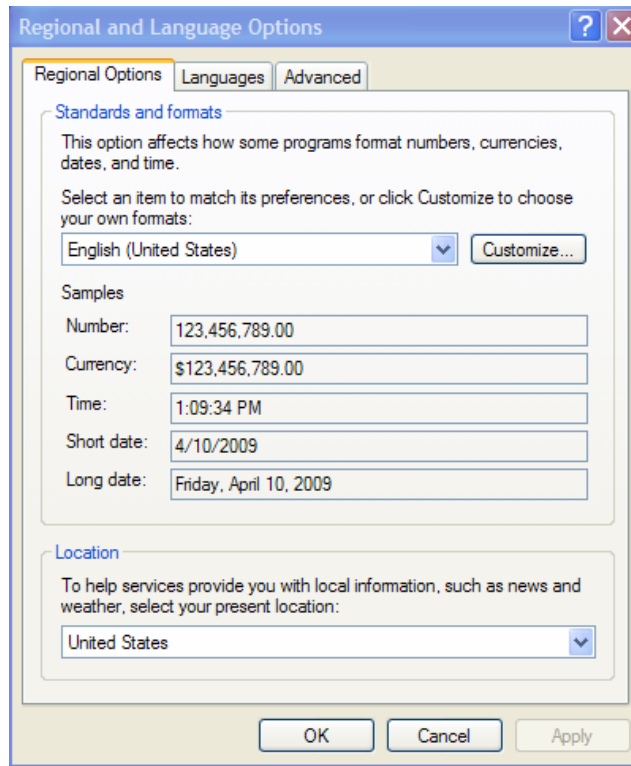 Regional and Language Options
?
X
Regional Options Languages Advanced
Standards and formats
This option affects how some programs format numbers, currencies,
dates, and time.
Select an item to match its preferences, or click Customize to choose
your own formats:
English (United States) Customize...
Samples
Number: 123,456,789.00
Currency: $123,456,789.00
Time: 1:09:34 PM
Short date: 4/10/2009
Long date: Friday, April 10, 2009
Location
To help services provide you with local information, such as news and
weather, select your present location:
United States
OK Cancel Apply